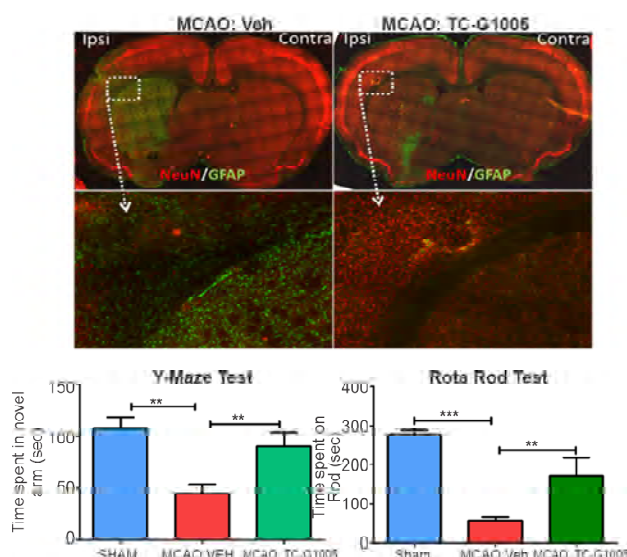 MCAO: Veh MCAO: TC-G1005
Ipsi Contra Ipsi Contra
NeuN/GFAP NeuN/GFAP
Y-Maze Test
Time spent in novel
arm (sec)
150
100
50
0
**
**
SHAM MCAO:VEH MCAO: TC-G1005
Rota Rod Test
Time spent on
Rod (sec)
400
300
200
100
0
***
**
Sham MCAO:Veh MCAO: TC-G1005